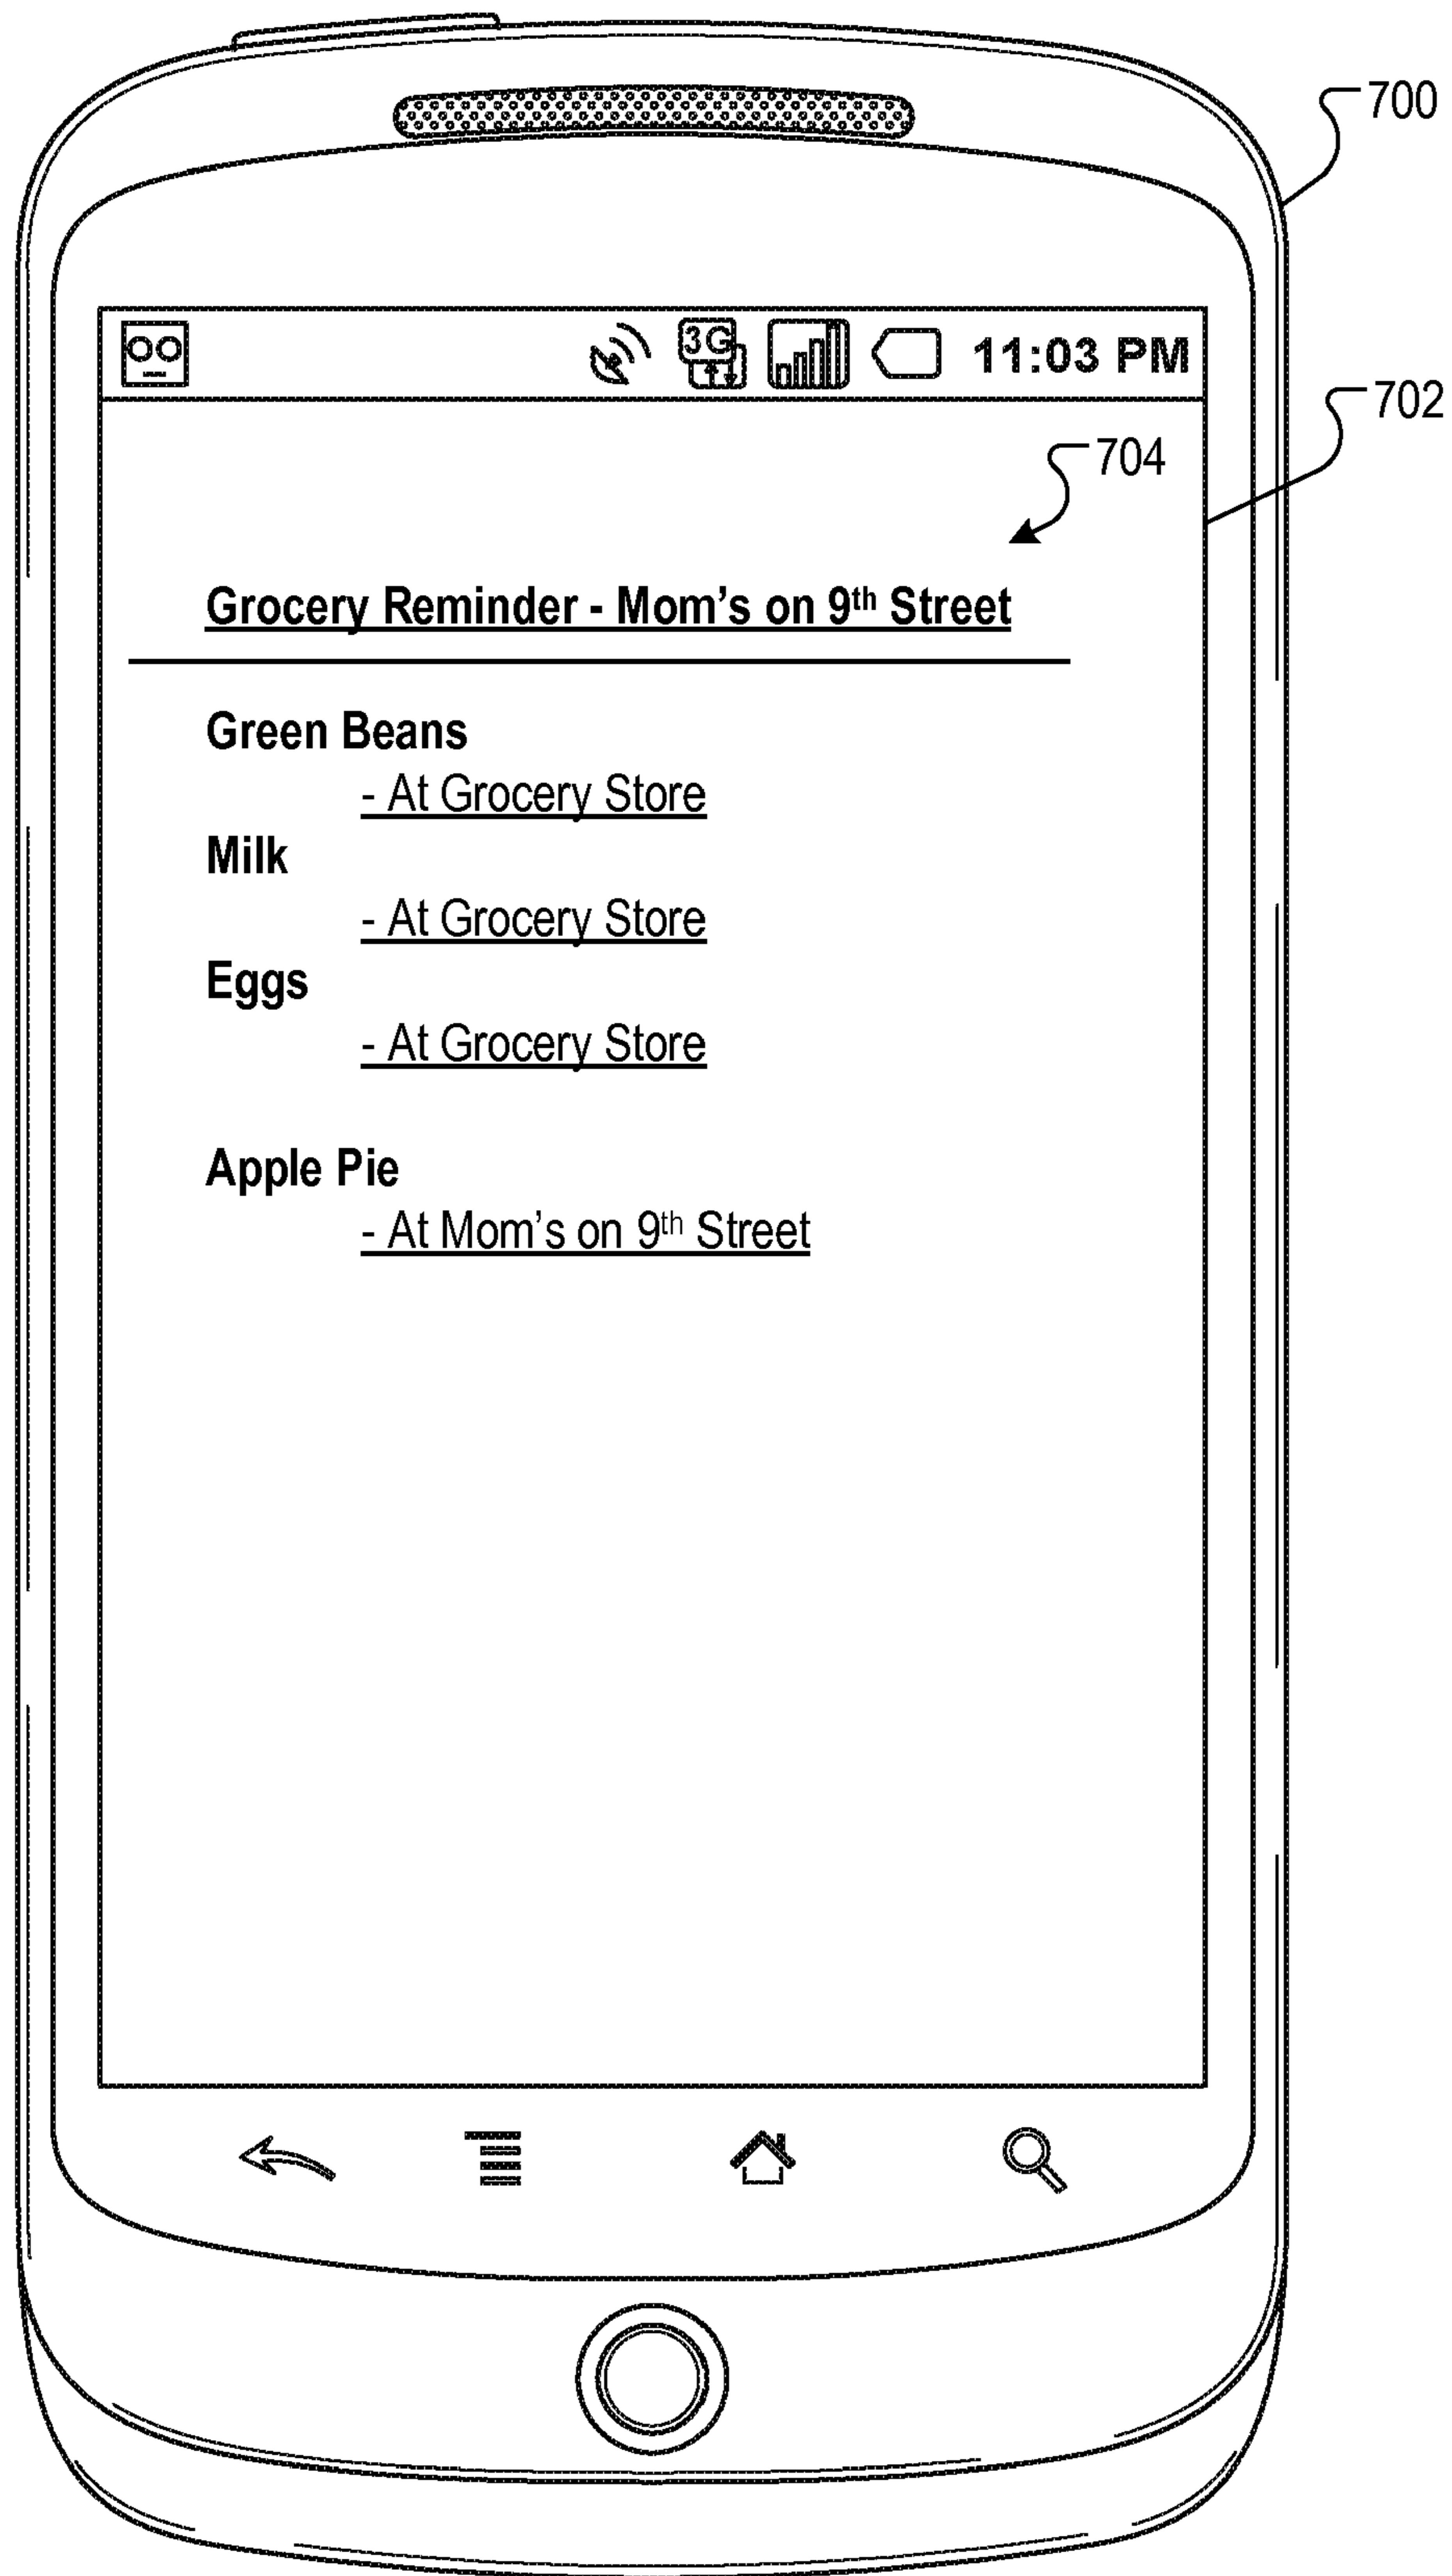 700
3G
11:03 PM
702
704
Grocery Reminder - Mom's on 9th Street
Green Beans
- At Grocery Store
Milk
- At Grocery Store
Eggs
- At Grocery Store
Apple Pie
- At Mom's on 9th Street